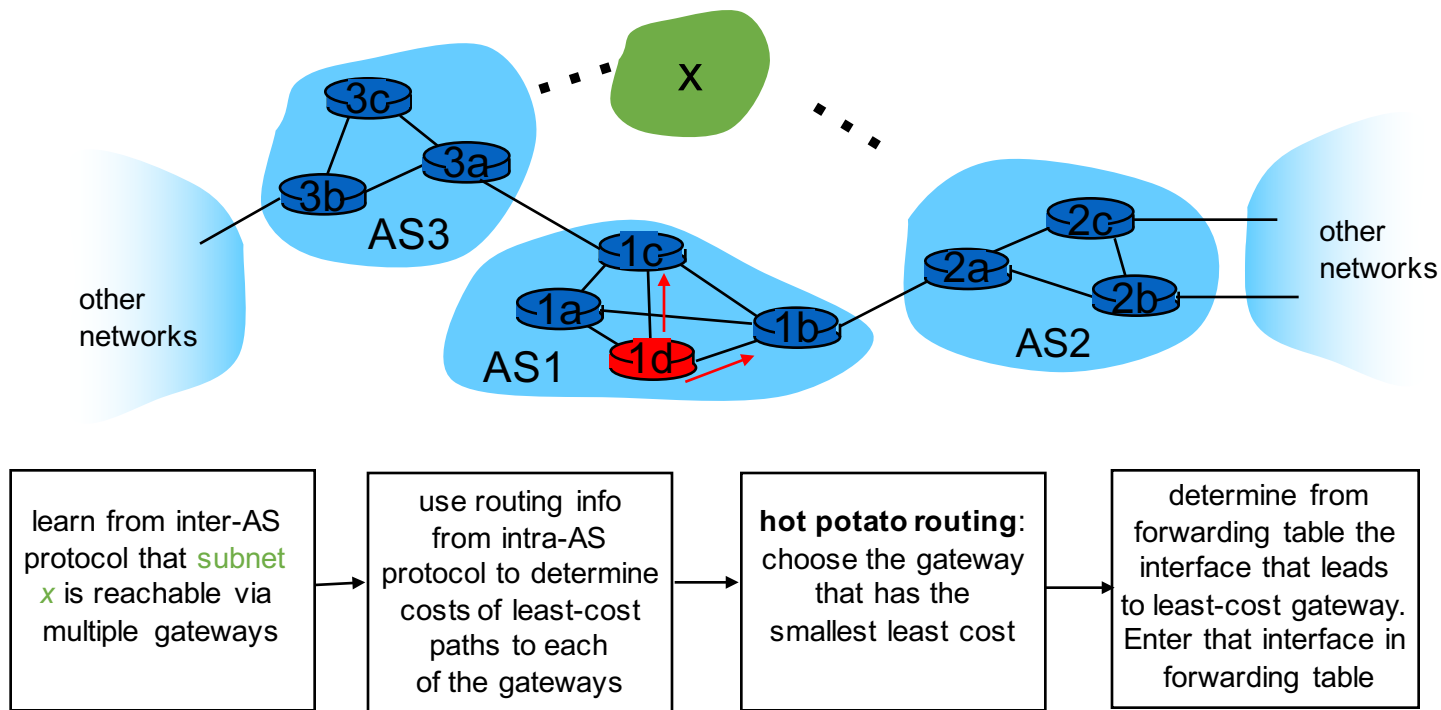 x
3c
3a
3b
AS3
1c
2c
2a
2b
1a
1b
1d
AS1
AS2
other
networks
other
networks
learn from inter-AS
protocol that subnet
x is reachable via
multiple gateways
use routing info
from intra-AS
protocol to determine
costs of least-cost
paths to each
of the gateways
hot potato routing:
choose the gateway
that has the
smallest least cost
determine from
forwarding table the
interface that leads
to least-cost gateway.
Enter that interface in
forwarding table